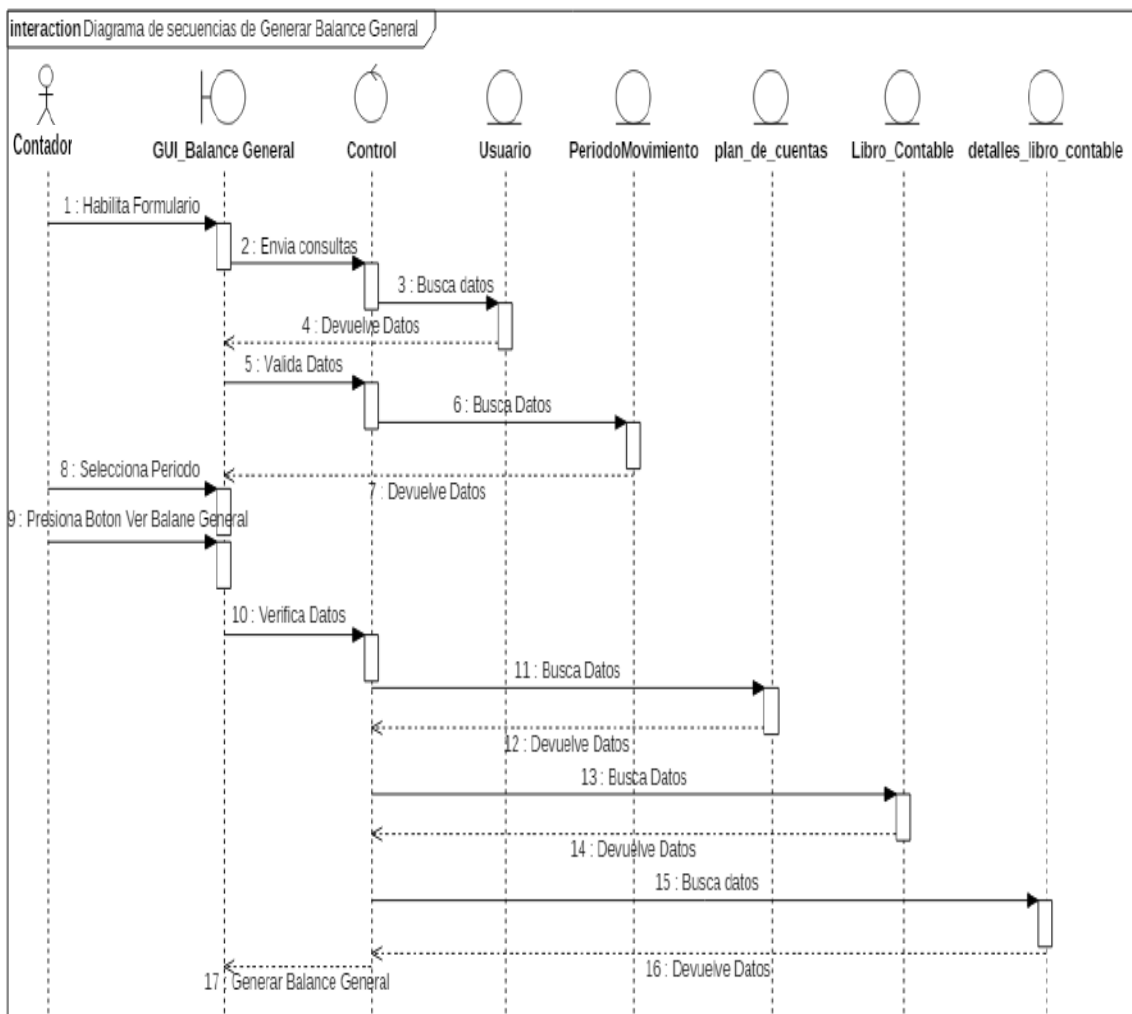 interaction Diagrama de secuencias de Generar Balance General
Contador
GUI_Balance General
Control
Usuario
PeriodoMovimiento
plan_de_cuentas
Libro_Contable
detalles_libro_contable
1 : Habilita Formulario
2 : Envia consultas
3 : Busca datos
4 : Devuelve Datos
5 : Valida Datos
6 : Busca Datos
7 : Devuelve Datos
8 : Selecciona Periodo
9 : Presiona Boton Ver Balane General
10 : Verifica Datos
11 : Busca Datos
12 : Devuelve Datos
13 : Busca Datos
14 : Devuelve Datos
15 : Busca datos
16 : Devuelve Datos
17 : Generar Balance General